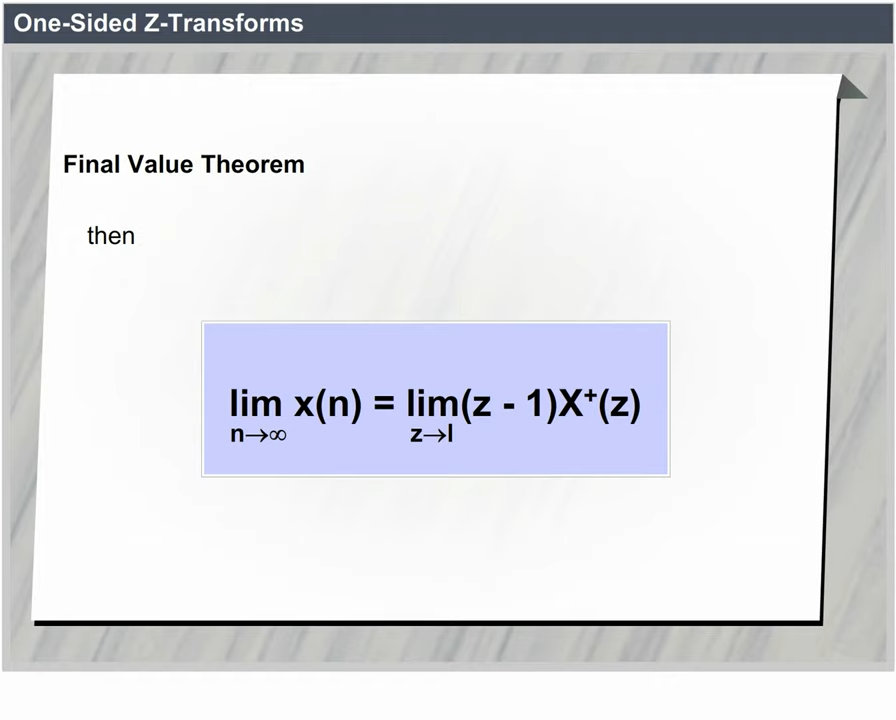 One-Sided Z-Transforms
Final Value Theorem
then
lim x(n) = lim(z - 1)X⁺(z)
n→∞ z→l